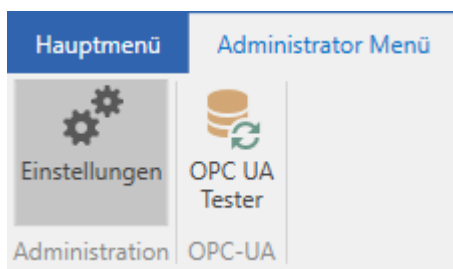 Hauptmenü Administrator Menü
Einstellungen OPC UA
Tester
Administration OPC-UA